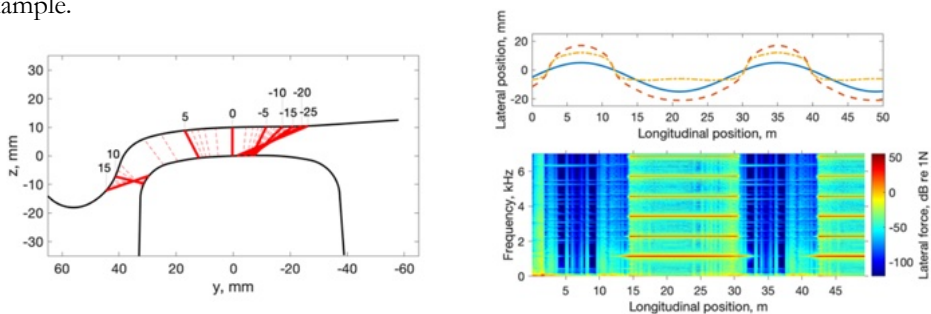 ample.
30
20
10
0
-10
-20
-30
z, mm
60 40 20 0 -20 -40 -60
y, mm
15
10
5
0
-5
-10 -20
-15 -25
20
0
-20
Lateral position, mm
0 5 10 15 20 25 30 35 40 45 50
Longitudinal position, m
6
4
2
0
Frequency, kHz
5 10 15 20 25 30 35 40 45
Longitudinal position, m
50
0
-50
-100
Lateral force, dB re 1N